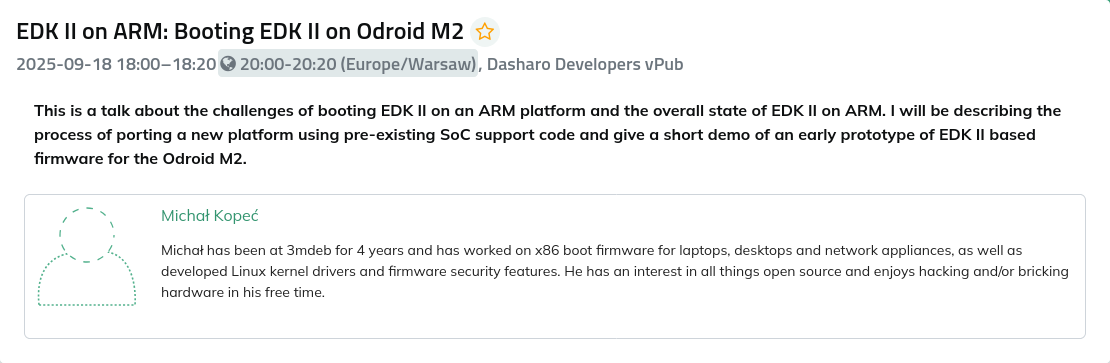 EDK II on ARM: Booting EDK II on Odroid M2
2025-09-18 18:00–18:20 20:00-20:20 (Europe/Warsaw), Dasharo Developers vPub
This is a talk about the challenges of booting EDK II on an ARM platform and the overall state of EDK II on ARM. I will be describing the
process of porting a new platform using pre-existing SoC support code and give a short demo of an early prototype of EDK II based
firmware for the Odroid M2.
Michał Kopeć
Michał has been at 3mdeb for 4 years and has worked on x86 boot firmware for laptops, desktops and network appliances, as well as
developed Linux kernel drivers and firmware security features. He has an interest in all things open source and enjoys hacking and/or bricking
hardware in his free time.